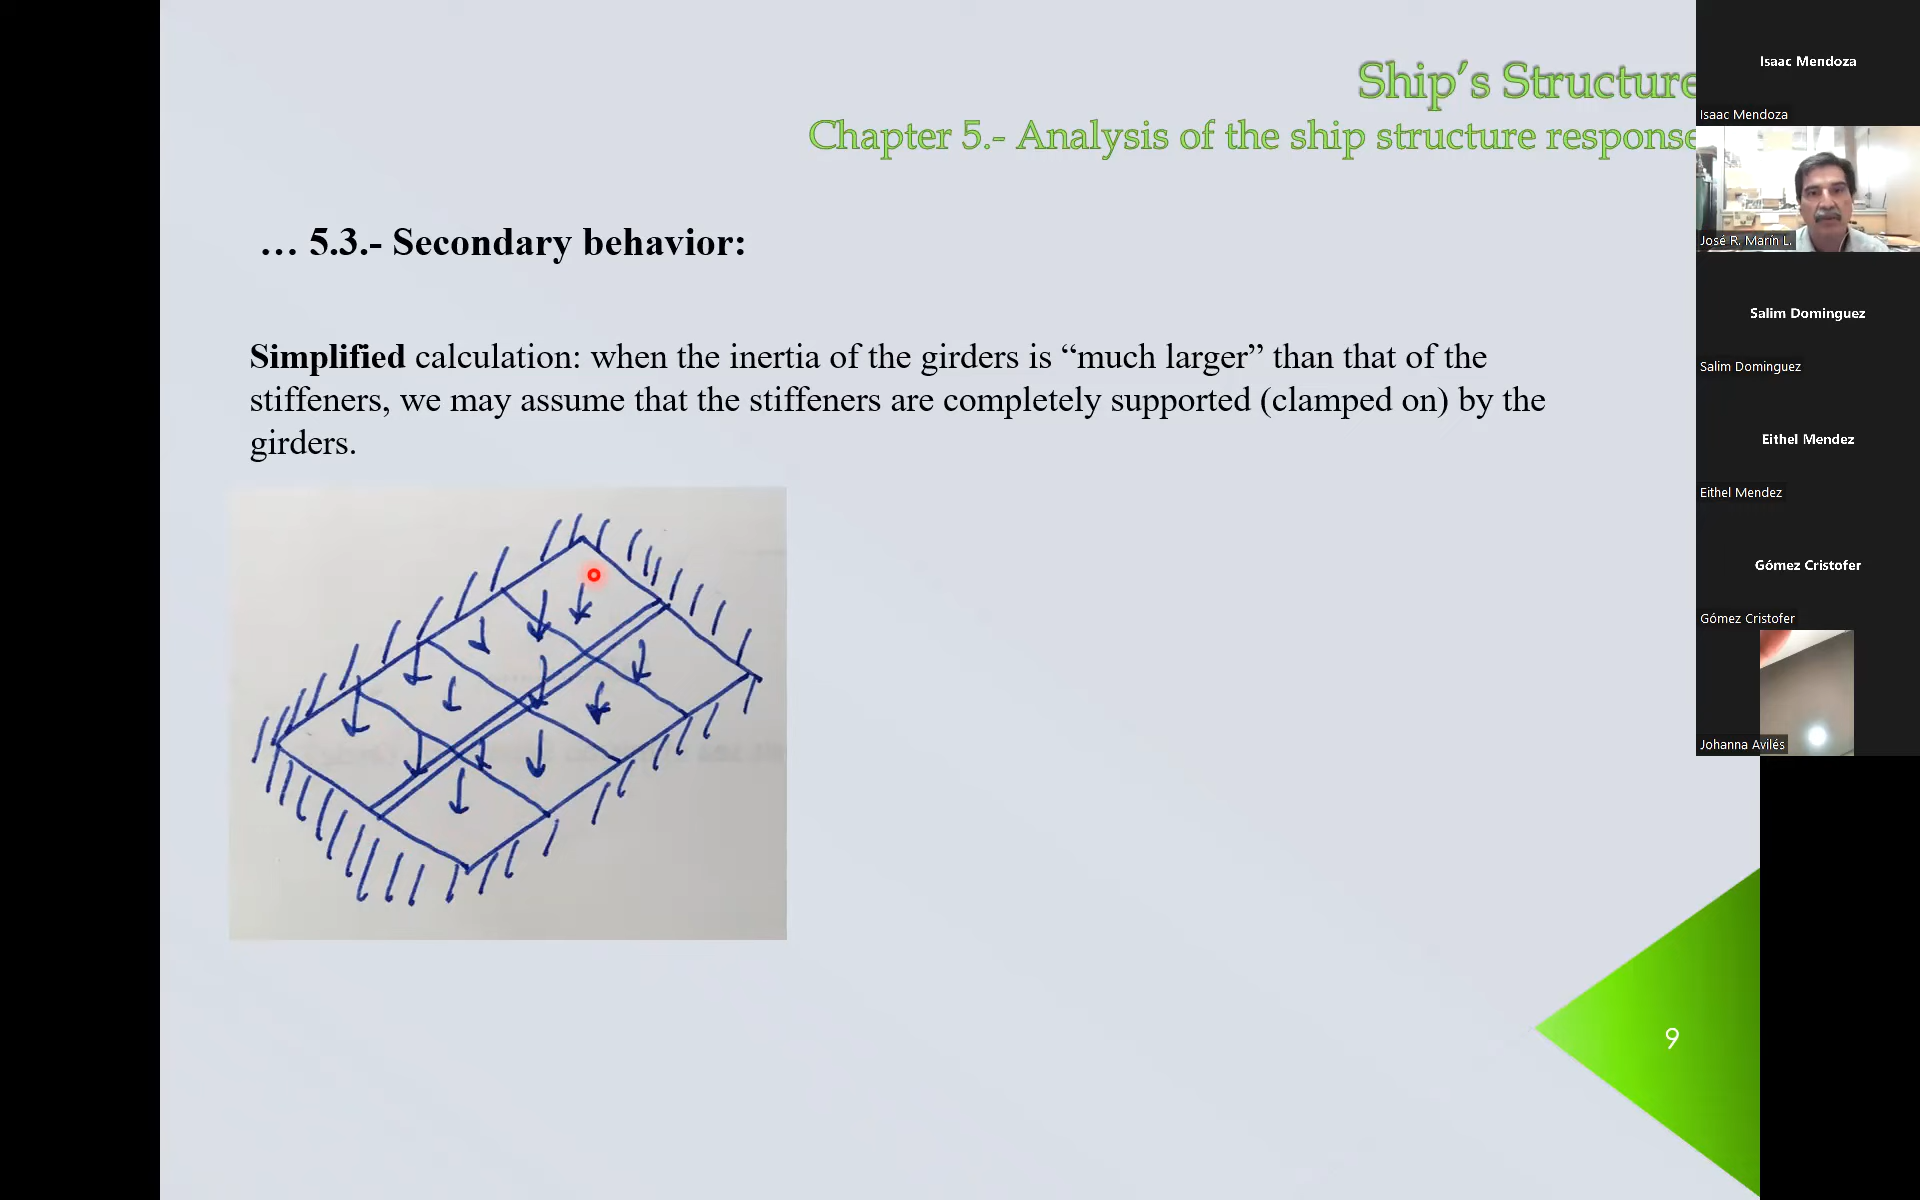 Ship’s Structure
Chapter 5.- Analysis of the ship structure response
… 5.3.- Secondary behavior:
Simplified calculation: when the inertia of the girders is “much larger” than that of the
stiffeners, we may assume that the stiffeners are completely supported (clamped on) by the
girders.
9
Isaac Mendoza
Isaac Mendoza
José R. Marín L.
Salim Dominguez
Salim Dominguez
Eithel Mendez
Eithel Mendez
Gómez Cristofer
Gómez Cristofer
Johanna Avilés